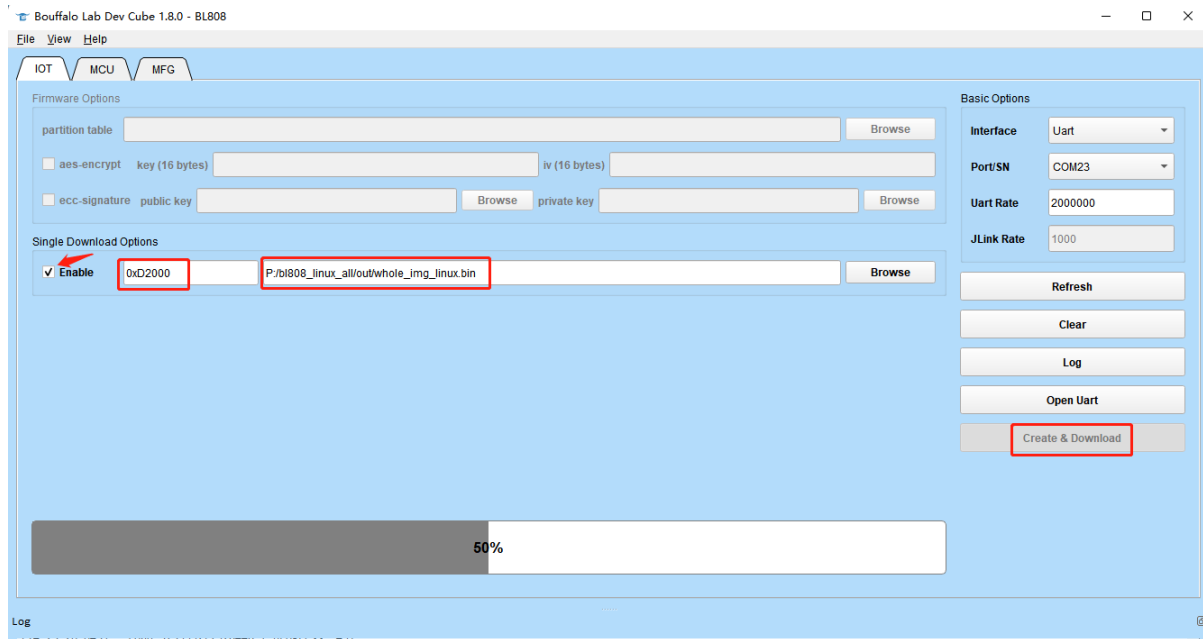 Bouffalo Lab Dev Cube 1.8.0 - BL808
File View Help
IOT MCU MFG
Firmware Options
partition table Browse
aes-encrypt key (16 bytes) iv (16 bytes)
ecc-signature public key Browse private key Browse
Single Download Options
Enable 0xD2000 P:/bl808_linux_all/out/whole_img_linux.bin Browse
50%
Basic Options
Interface Uart
Port/SN COM23
Uart Rate 2000000
JLink Rate 1000
Refresh
Clear
Log
Open Uart
Create & Download
Log